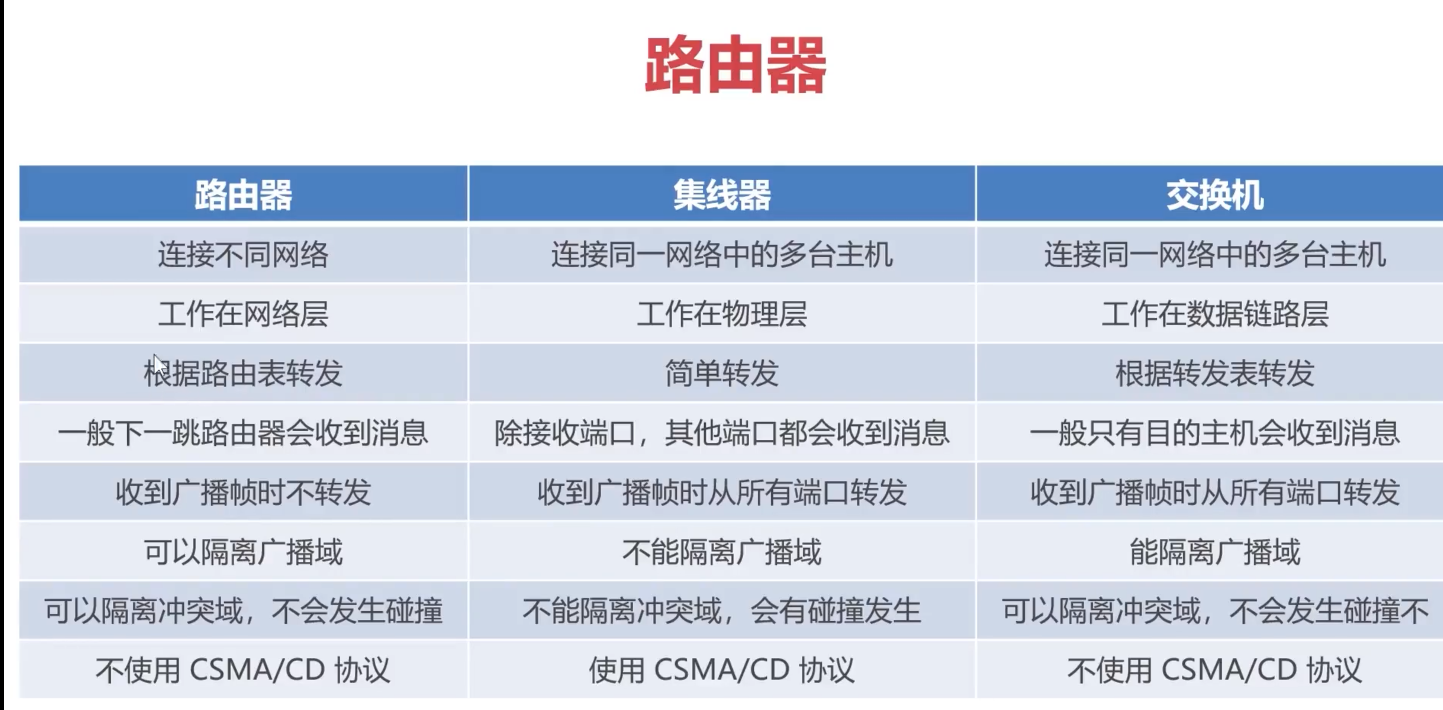 路由器
路由器 集线器 交换机
连接不同网络 连接同一网络中的多台主机 连接同一网络中的多台主机
工作在网络层 工作在物理层 工作在数据链路层
根据路由表转发 简单转发 根据转发表转发
一般下一跳路由器会收到消息 除接收端口，其他端口都会收到消息 一般只有目的主机会收到消息
收到广播帧时不转发 收到广播帧时从所有端口转发 收到广播帧时从所有端口转发
可以隔离广播域 不能隔离广播域 能隔离广播域
可以隔离冲突域，不会发生碰撞 不能隔离冲突域，会有碰撞发生 可以隔离冲突域，不会发生碰撞不
不使用 CSMA/CD 协议 使用 CSMA/CD 协议 不使用 CSMA/CD 协议